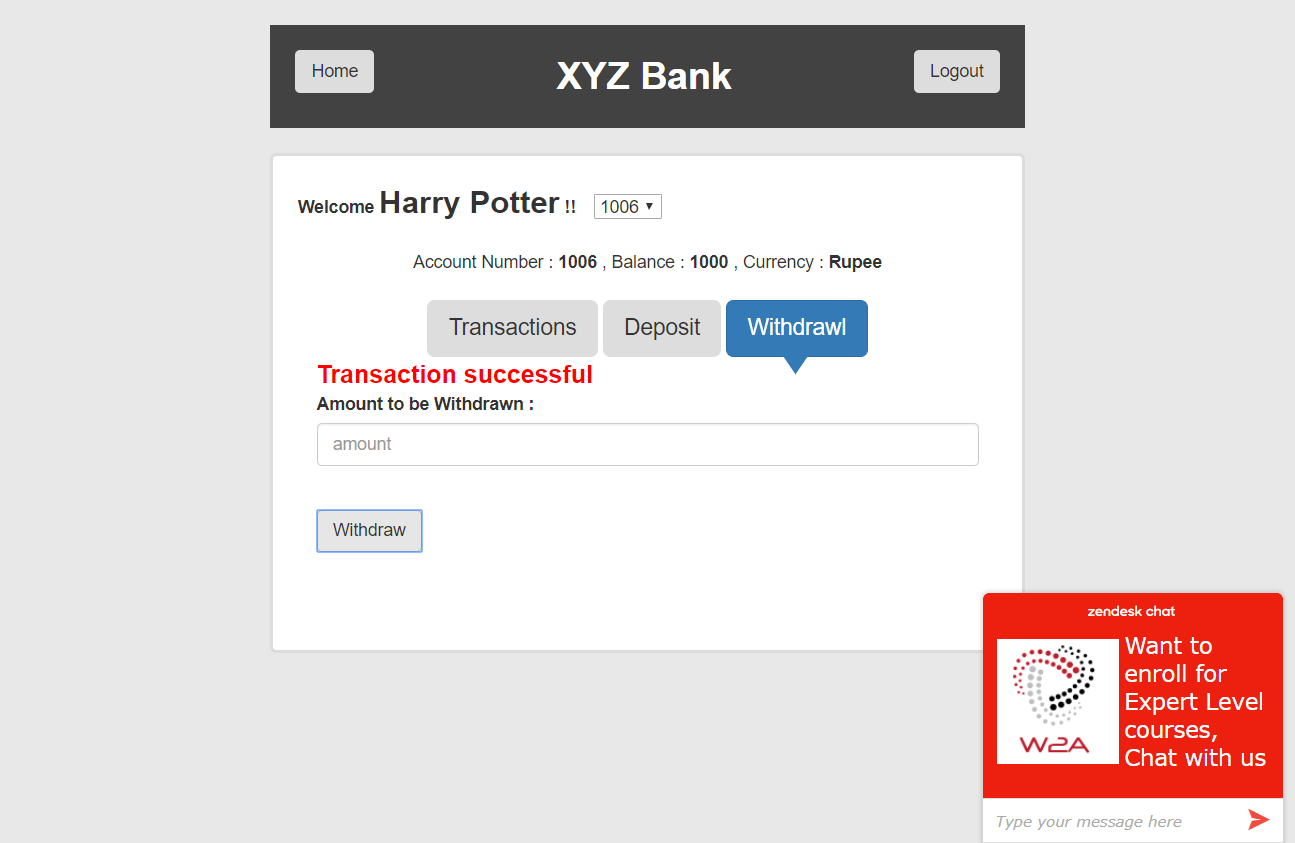 Home
XYZ Bank
Logout
Welcome Harry Potter !! 1006
Account Number : 1006 , Balance : 1000 , Currency : Rupee
Transactions
Deposit
Withdrawl
Transaction successful
Amount to be Withdrawn :
amount
Withdraw
zendesk chat
W2A
Want to
enroll for
Expert Level
courses,
Chat with us
Type your message here